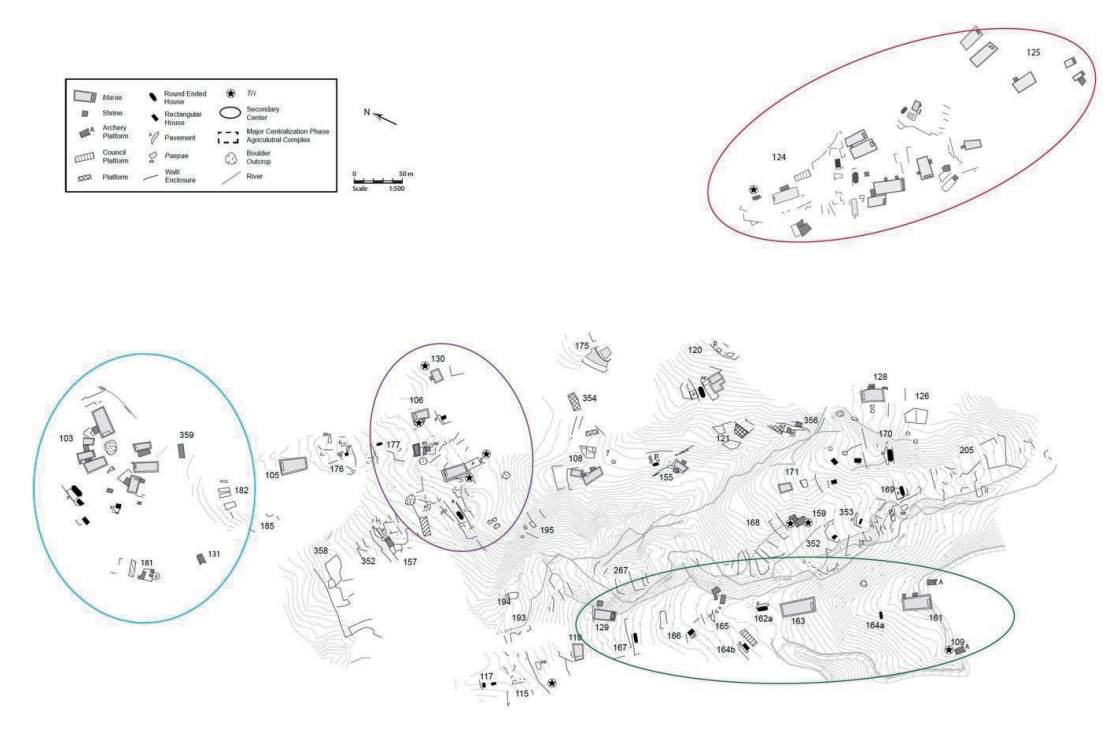 125
124
Marae
Shrine
Archery
Platform
Council
Platform
Platform
A
Round Ended
House
Rectangular
House
P
Pavement
Paepae
Wall/
Enclosure
Ti'i
Secondary
Center
Major Centralization Phase
Agriculutral Complex
Boulder
Outcrop
River
N
0 50 m
Scale 1:500
175
120
130
354
128
126
106
356
103
359
177
121
170
205
108
176
105
155
171
182
169
168
159
353
185
195
352
358
352
157
181
131
267
194
193
129
165
162a
163
164a
161
A
166
109
A
119
167
164b
117
115